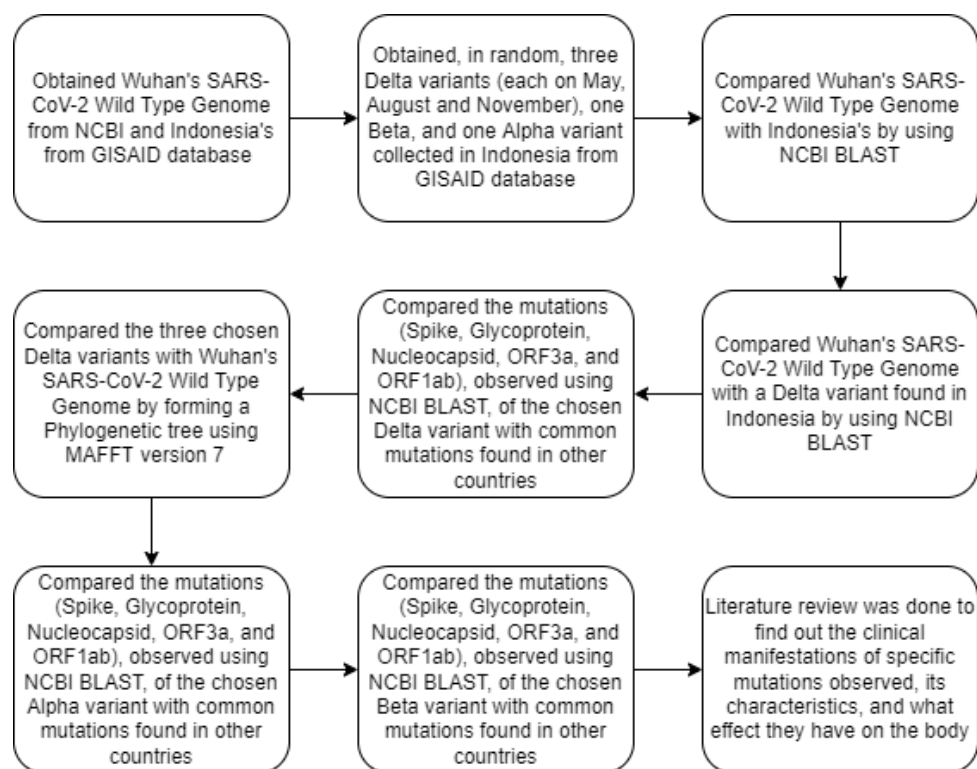 Obtained Wuhan's SARS-
CoV-2 Wild Type Genome
from NCBI and Indonesia's
from GISAID database
Obtained, in random, three
Delta variants (each on May,
August and November), one
Beta, and one Alpha variant
collected in Indonesia from
GISAID database
Compared Wuhan's SARS-
CoV-2 Wild Type Genome
with Indonesia's by using
NCBI BLAST
Compared Wuhan's SARS-
CoV-2 Wild Type Genome
with a Delta variant found in
Indonesia by using NCBI
BLAST
Compared the mutations
(Spike, Glycoprotein,
Nucleocapsid, ORF3a, and
ORF1ab), observed using
NCBI BLAST, of the chosen
Delta variant with common
mutations found in other
countries
Compared the three chosen
Delta variants with Wuhan's
SARS-CoV-2 Wild Type
Genome by forming a
Phylogenetic tree using
MAFFT version 7
Compared the mutations
(Spike, Glycoprotein,
Nucleocapsid, ORF3a, and
ORF1ab), observed using
NCBI BLAST, of the chosen
Alpha variant with common
mutations found in other
countries
Compared the mutations
(Spike, Glycoprotein,
Nucleocapsid, ORF3a, and
ORF1ab), observed using
NCBI BLAST, of the chosen
Beta variant with common
mutations found in other
countries
Literature review was done to
find out the clinical
manifestations of specific
mutations observed, its
characteristics, and what
effect they have on the body